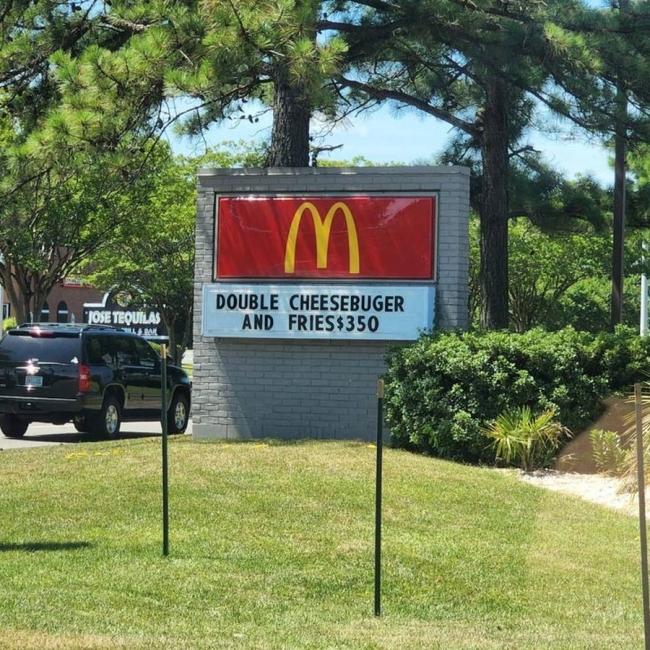 DOUBLE CHEESEBUGER
AND FRIES$350
JOSE TEQUILAS